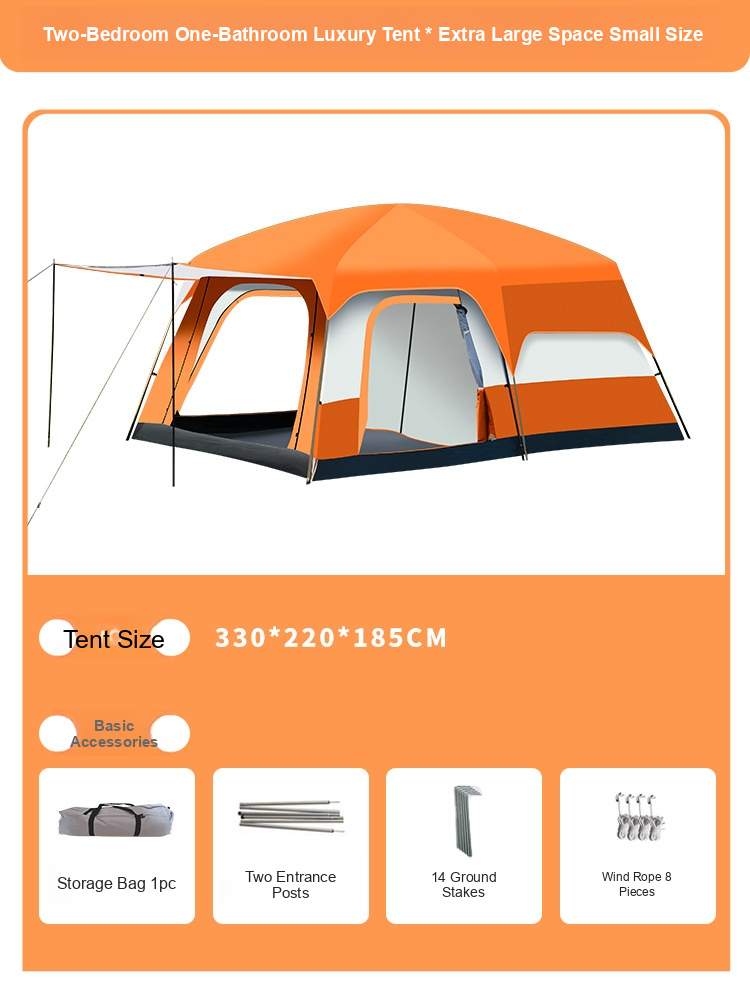 Two-Bedroom One-Bathroom Luxury Tent * Extra Large Space Small Size
Tent Size
330*220*185CM
Basic
Accessories
Storage Bag 1pc
Two Entrance
Posts
14 Ground
Stakes
Wind Rope 8
Pieces